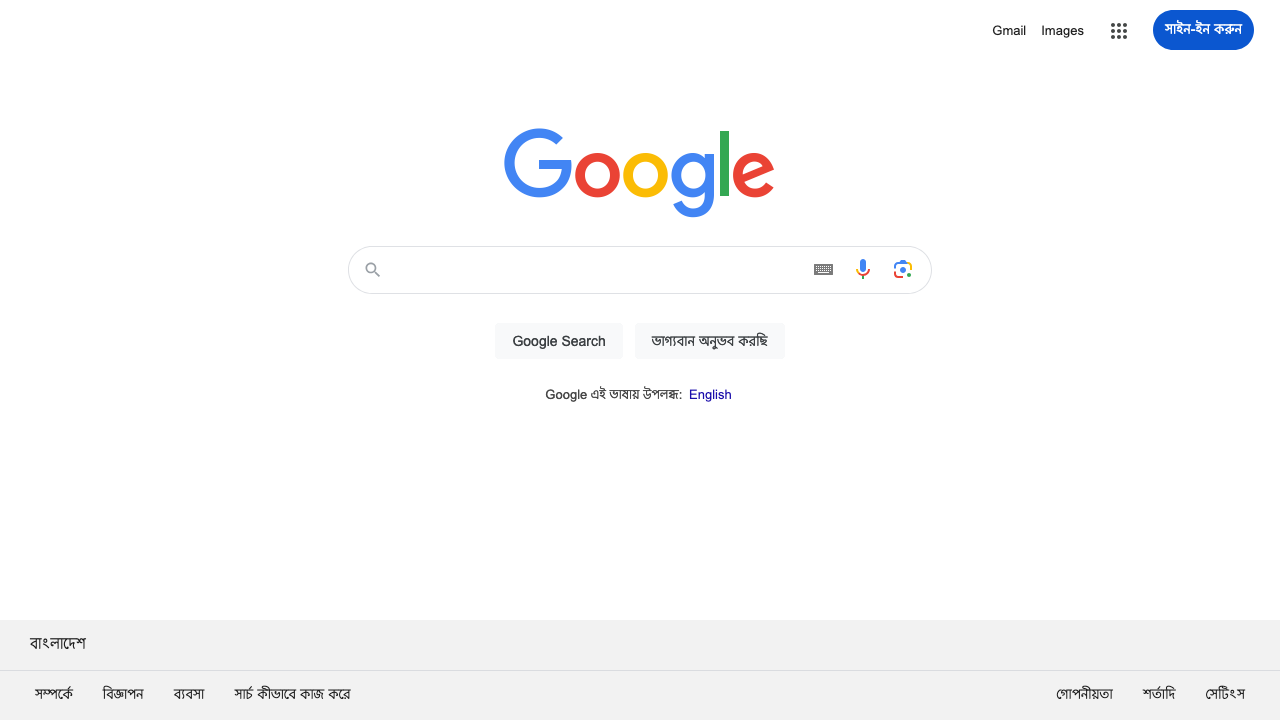 Gmail Images সাইন-ইন করুন
Google
Google Search ভাগ্যবান অনুভব করছি
Google এই ভাষায় উপলব্ধ: English
বাংলাদেশ
সম্পর্কে বিজ্ঞাপন ব্যবসা সার্চ কীভাবে কাজ করে গোপনীয়তা শর্তাদি সেটিংস